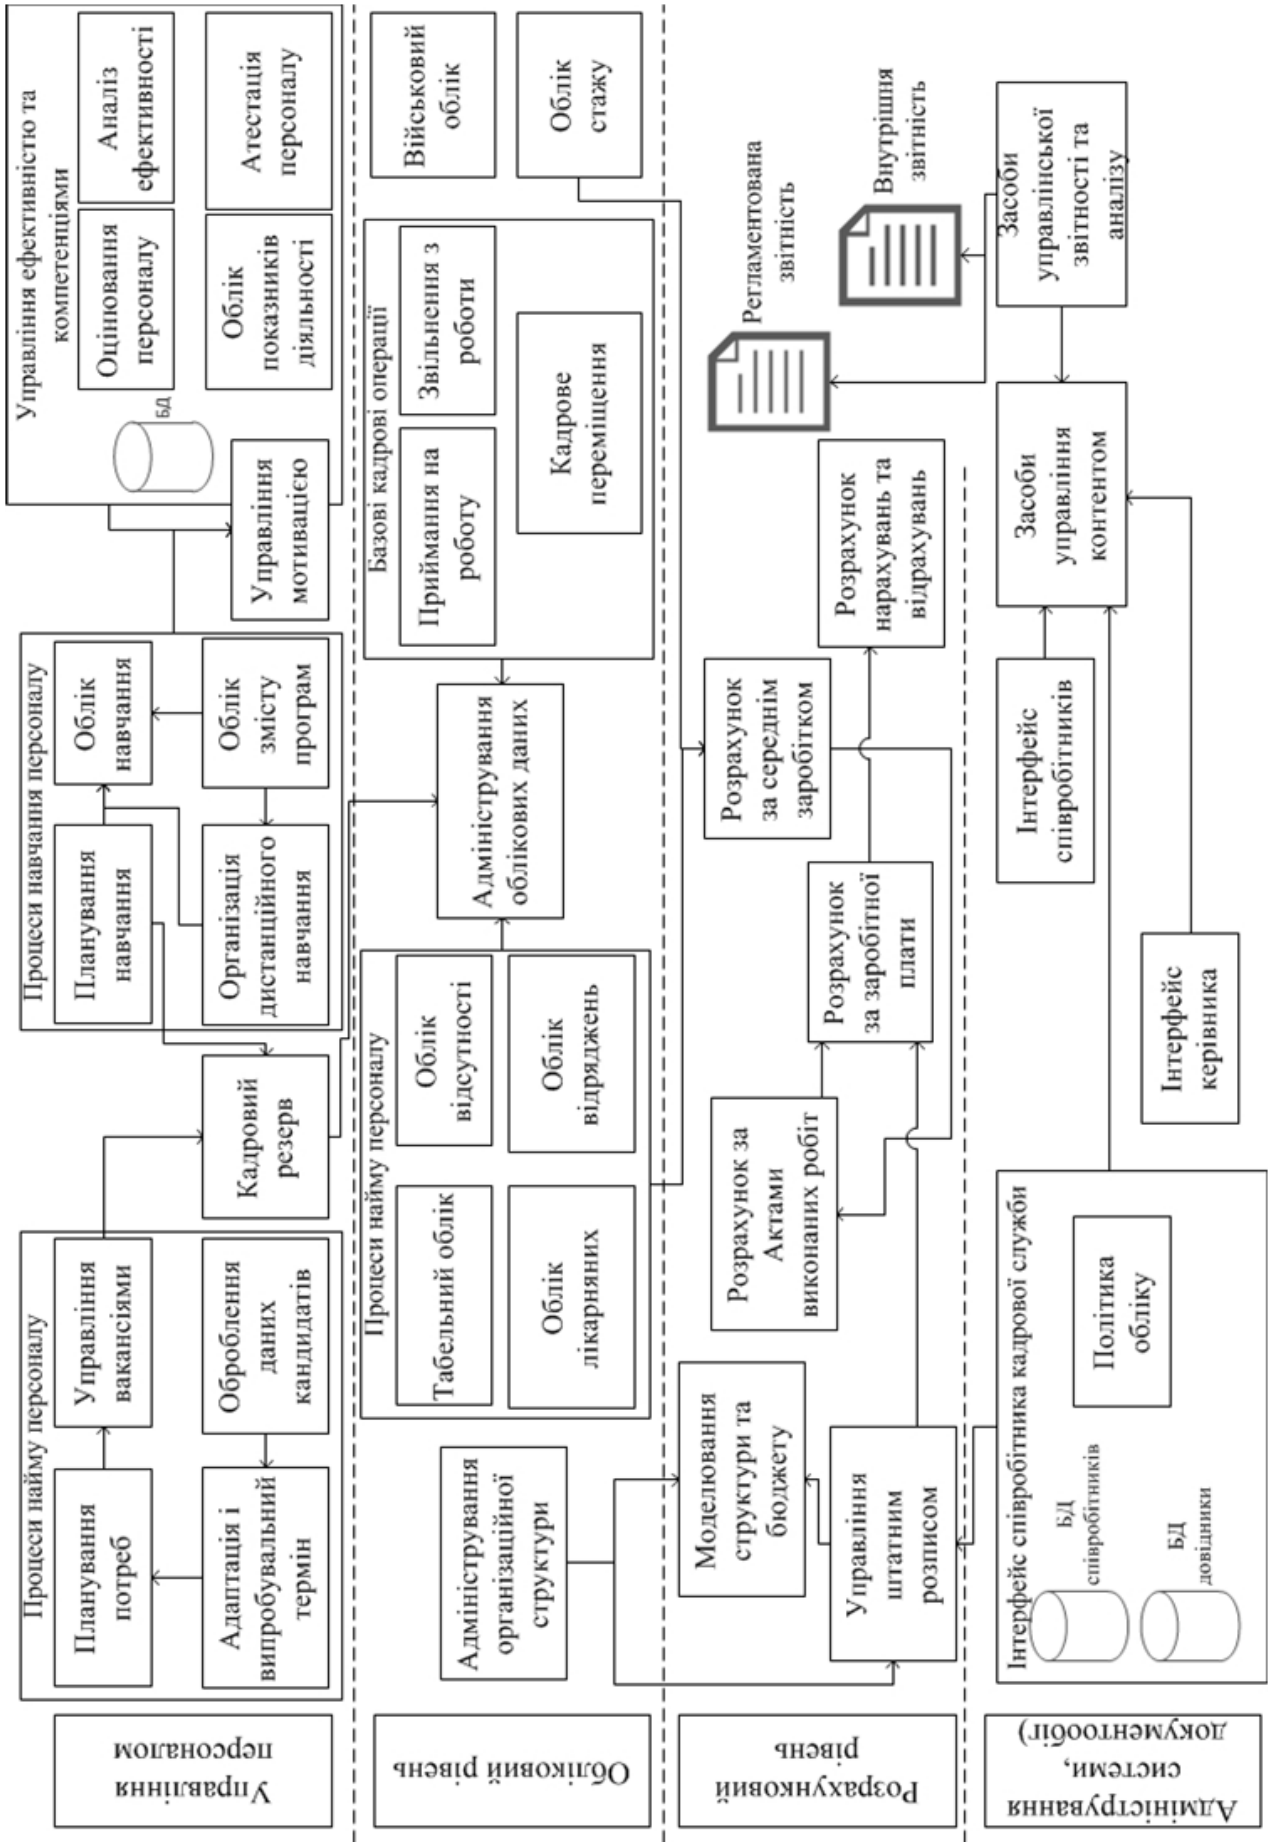 Управління
персоналом
Процеси найму персоналу
Планування
потреб
Управління
вакансіями
Адаптація і
випробувальний
термін
Оброблення
даних
кандидатів
Кадровий
резерв
Процеси навчання персоналу
Планування
навчання
Облік
навчання
Організація
дистанційного
навчання
Облік
змісту
програм
Управління ефективністю та
компетенціями
БД
Оцінювання
персоналу
Аналіз
ефективності
Управління
мотивацією
Облік
показників
діяльності
Атестація
персоналу
Обліковий рівень
Адміністрування
організаційної
структури
Процеси найму персоналу
Табельний облік
Облік
відсутності
Облік
лікарняних
Облік
відряджень
Адміністрування
облікових даних
Базові кадрові операції
Приймання на
роботу
Звільнення з
роботи
Кадрове
переміщення
Військовий
облік
Облік
стажу
Розрахунковий
рівень
Моделювання
структури та
бюджету
Управління
штатним
розписом
Розрахунок за
Актами
виконаних робіт
Розрахунок
за заробітної
плати
Розрахунок
за середнім
заробітком
Розрахунок
нарахувань та
відрахувань
Регламентована
звітність
Внутрішня
звітність
Адміністрування
системи,
документообіг)
Інтерфейс співробітника кадрової служби
БД
співробітників
БД
довідники
Політика
обліку
Інтерфейс
керівника
Інтерфейс
співробітників
Засоби
управління
контентом
Засоби
управлінської
звітності та
аналізу